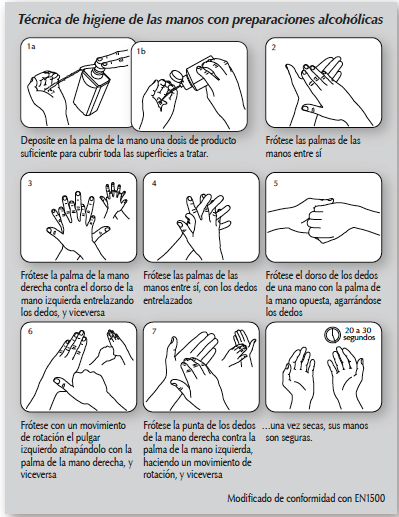 Técnica de higiene de las manos con preparaciones alcohólicas
1a
1b
2
Deposite en la palma de la mano una dosis de producto
suficiente para cubrir toda las superficies a tratar.
Frótese las palmas de las
manos entre sí
3
4
5
Frótese la palma de la mano
derecha contra el dorso de la
mano izquierda entrelazando
los dedos, y viceversa
Frótese las palmas de las
manos entre sí, con los dedos
entrelazados
Frótese el dorso de los dedos
de una mano con la palma de
la mano opuesta, agarrándose
los dedos
6
7
20 a 30
segundos
Frótese con un movimiento
de rotación el pulgar
izquierdo atrapándolo con la
palma de la mano derecha, y
viceversa
Frótese la punta de los dedos
de la mano derecha contra la
palma de la mano izquierda,
haciendo un movimiento de
rotación, y viceversa
...una vez secas, sus manos
son seguras.
Modificado de conformidad con EN1500